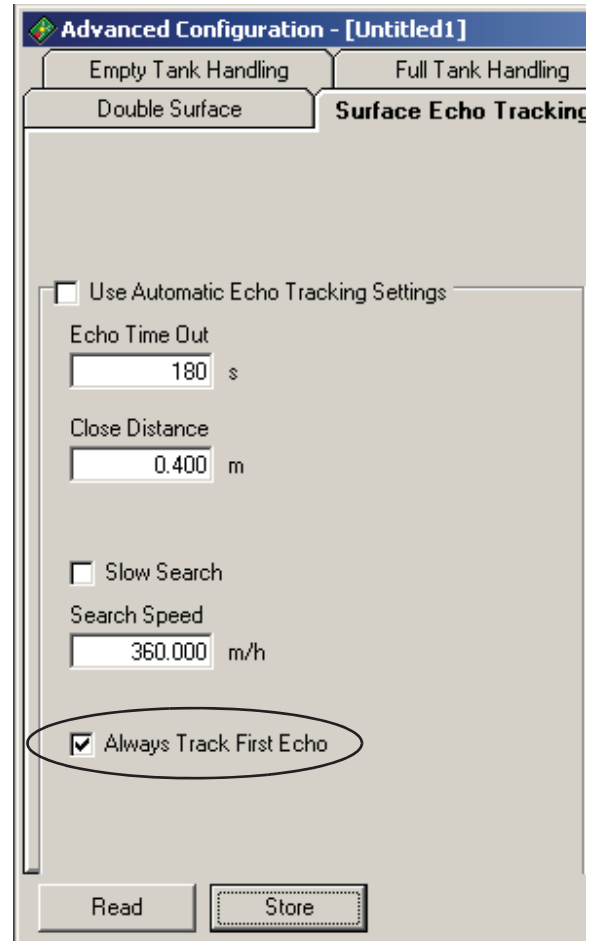 Advanced Configuration - [Untitled1]
Empty Tank Handling Full Tank Handling
Double Surface Surface Echo Tracking
Use Automatic Echo Tracking Settings
Echo Time Out
180 s
Close Distance
0.400 m
Slow Search
Search Speed
360.000 m/h
Always Track First Echo
Read Store